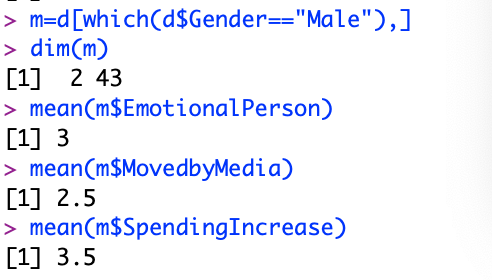 > m=d[which(d$Gender=="Male"),]
> dim(m)
[1]  2 43
> mean(m$EmotionalPerson)
[1] 3
> mean(m$MovedbyMedia)
[1] 2.5
> mean(m$SpendingIncrease)
[1] 3.5